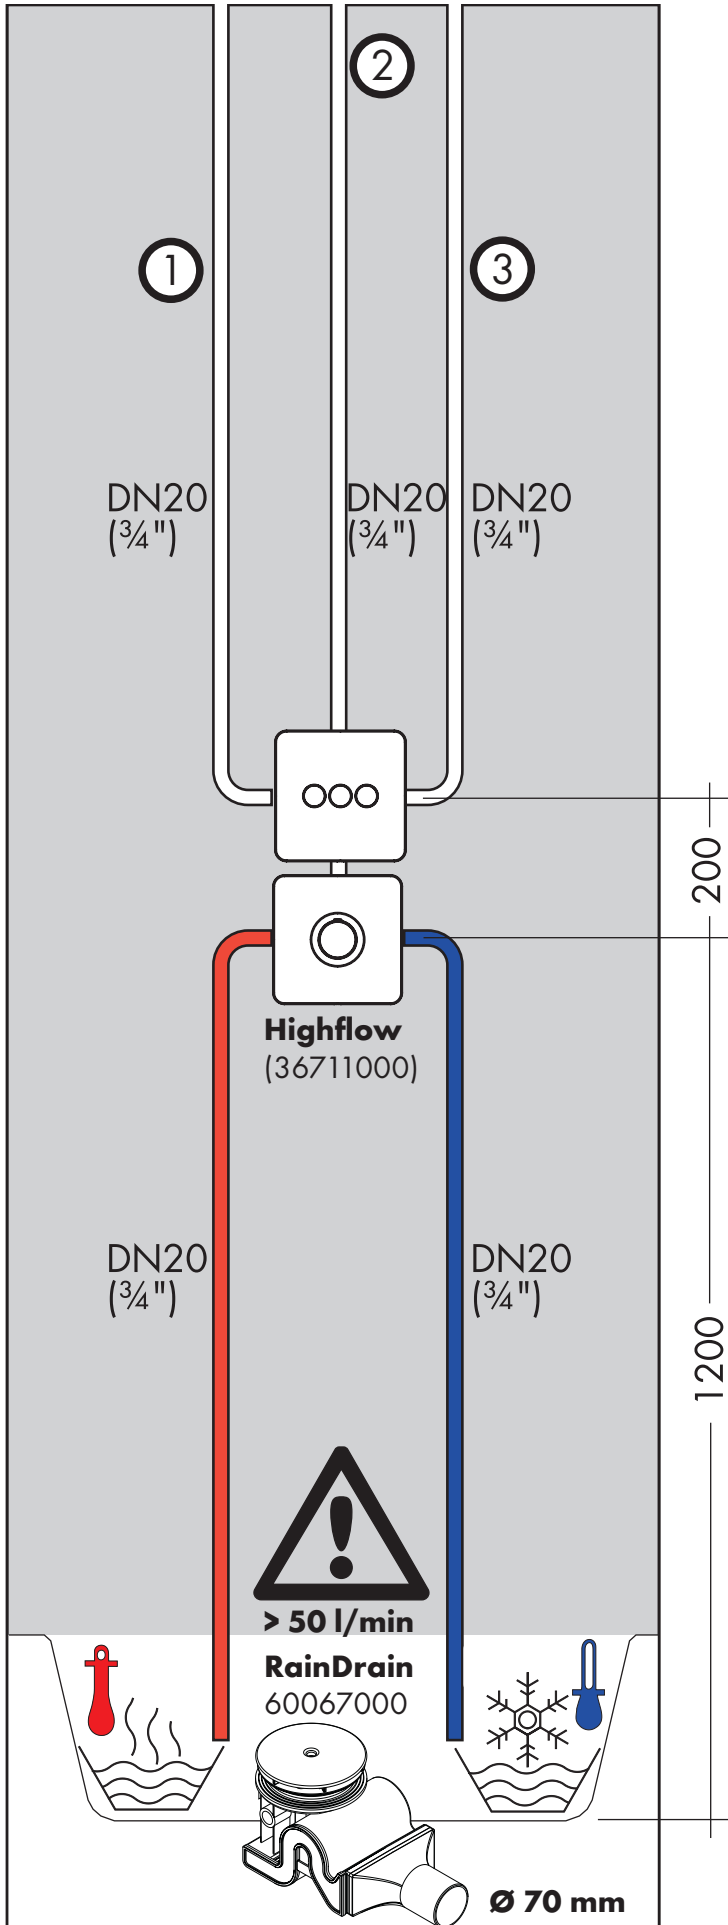 2
1
3
DN20
(¾")
DN20
(¾")
DN20
(¾")
200
Highflow
(36711000)
DN20
(¾")
DN20
(¾")
1200
> 50 l/min
RainDrain
60067000
Ø 70 mm